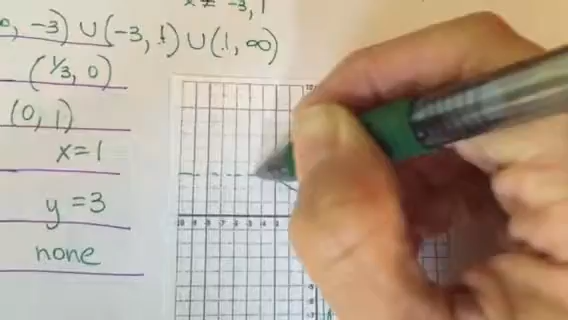 x ≠ -3, 1
, -3) ∪ (-3, 1) ∪ (1, ∞)
(1/3, 0)
(0, 1)
x=1
y=3
none